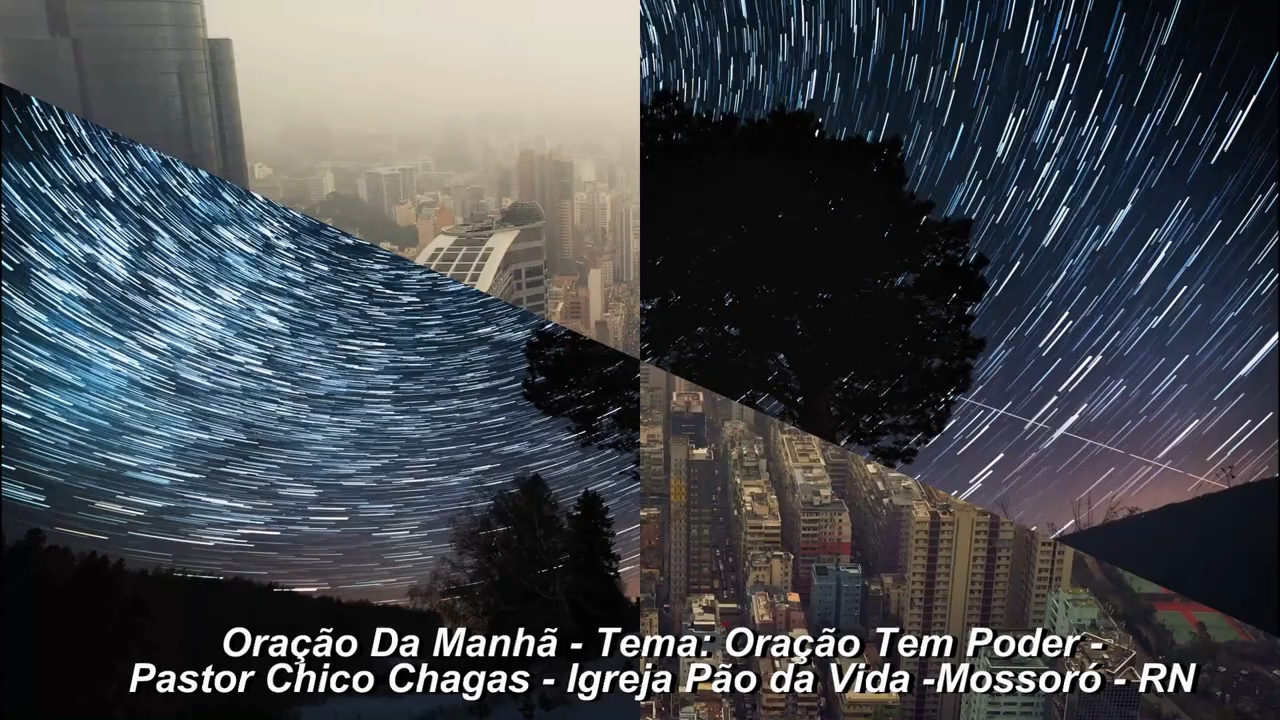 Oração Da Manhã - Tema: Oração Tem Poder -
Pastor Chico Chagas - Igreja Pão da Vida -Mossoró - RN